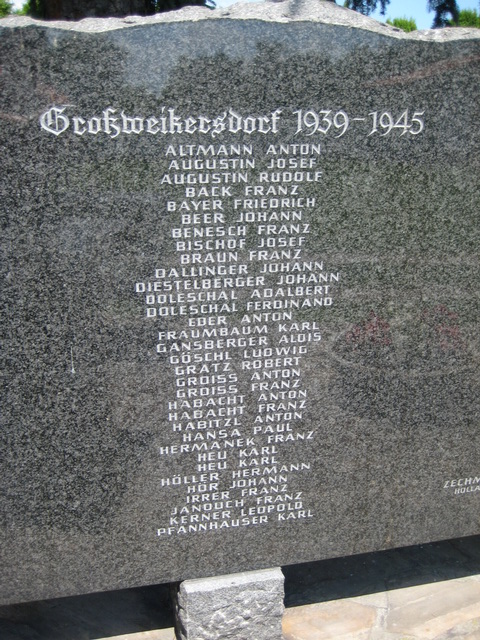 Großweikersdorf 1939-1945
ALTMANN ANTON
AUGUSTIN JOSEF
AUGUSTIN RUDOLF
BACK FRANZ
BAYER FRIEDRICH
BEER JOHANN
BENESCH FRANZ
BISCHOF JOSEF
BRAUN FRANZ
DALLINGER JOHANN
DIESTELBERGER JOHANN
DOLESCHAL ADALBERT
DOLESCHAL FERDINAND
EDER ANTON
FRAUMBAUM KARL
GANSBERGER ALOIS
GÖSCHL LUDWIG
GRATZ ROBERT
GROISS ANTON
GROISS FRANZ
HABACHT ANTON
HABACHT FRANZ
HABITZL ANTON
HANSA PAUL
HERMANEK FRANZ
HEU KARL
HEU KARL
HÖLLER HERMANN
HÖR JOHANN
IRRER FRANZ
JANOUCH FRANZ
KERNER LEOPOLD
PFANNHAUSER KARL